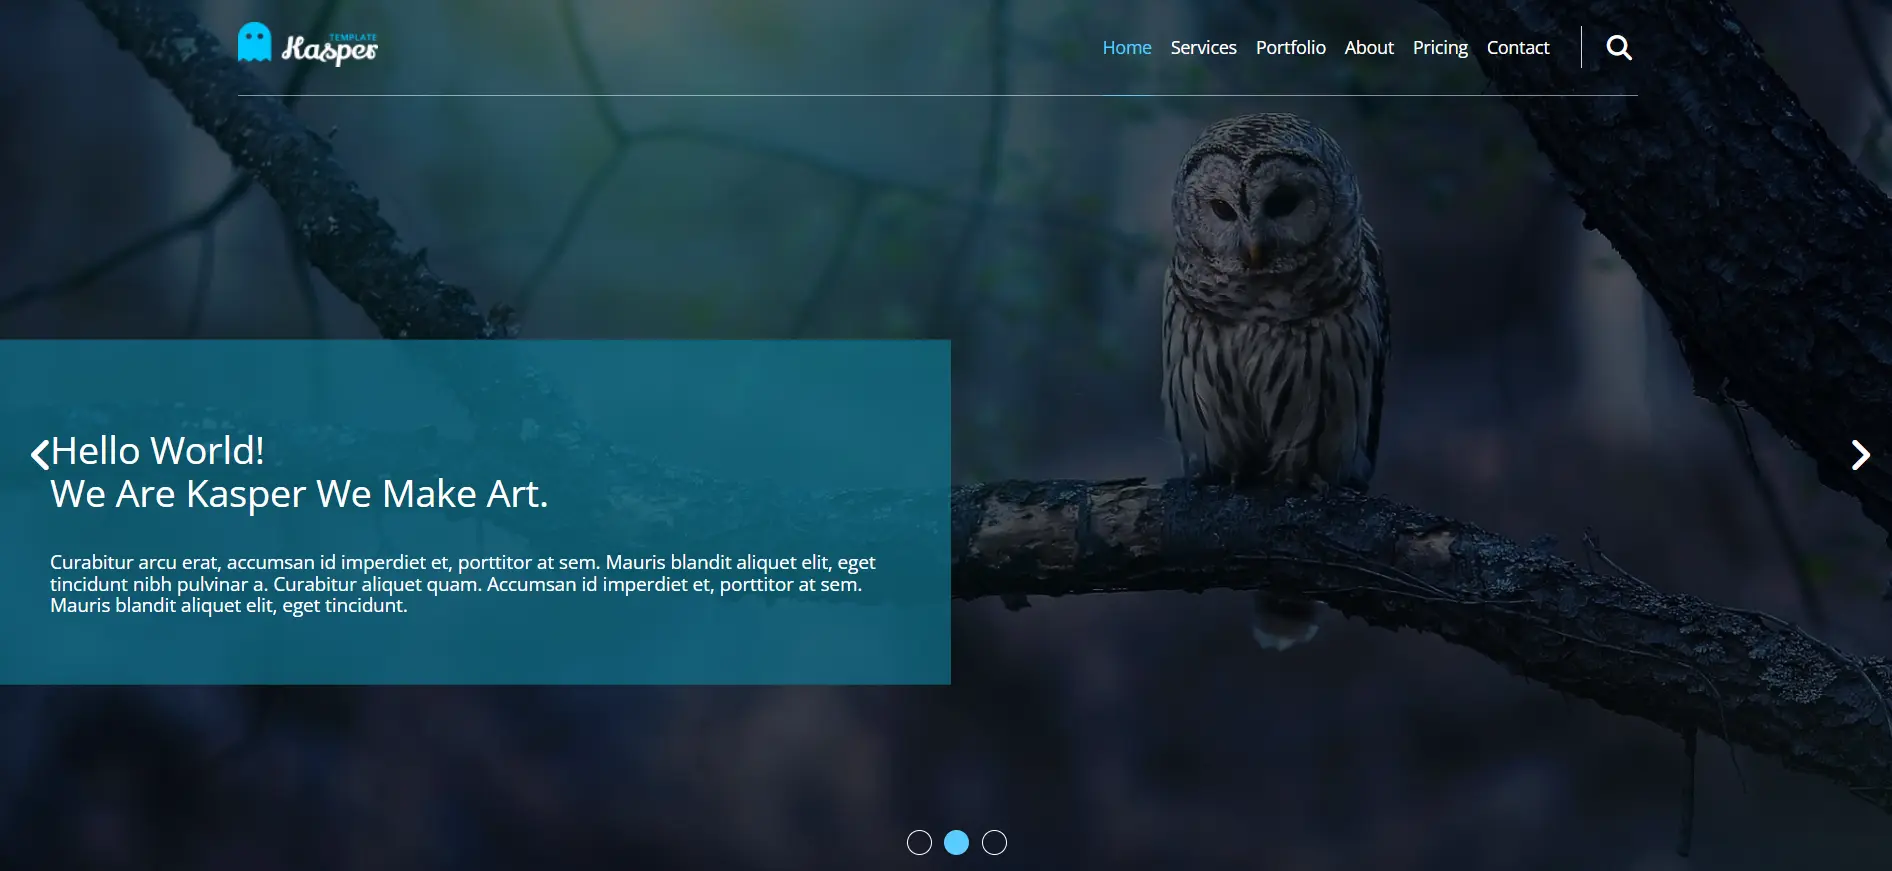 TEMPLATE
Kasper
Home Services Portfolio About Pricing Contact
Hello World!
We Are Kasper We Make Art.
Curabitur arcu erat, accumsan id imperdiet et, porttitor at sem. Mauris blandit aliquet elit, eget
tincidunt nibh pulvinar a. Curabitur aliquet quam. Accumsan id imperdiet et, porttitor at sem.
Mauris blandit aliquet elit, eget tincidunt.